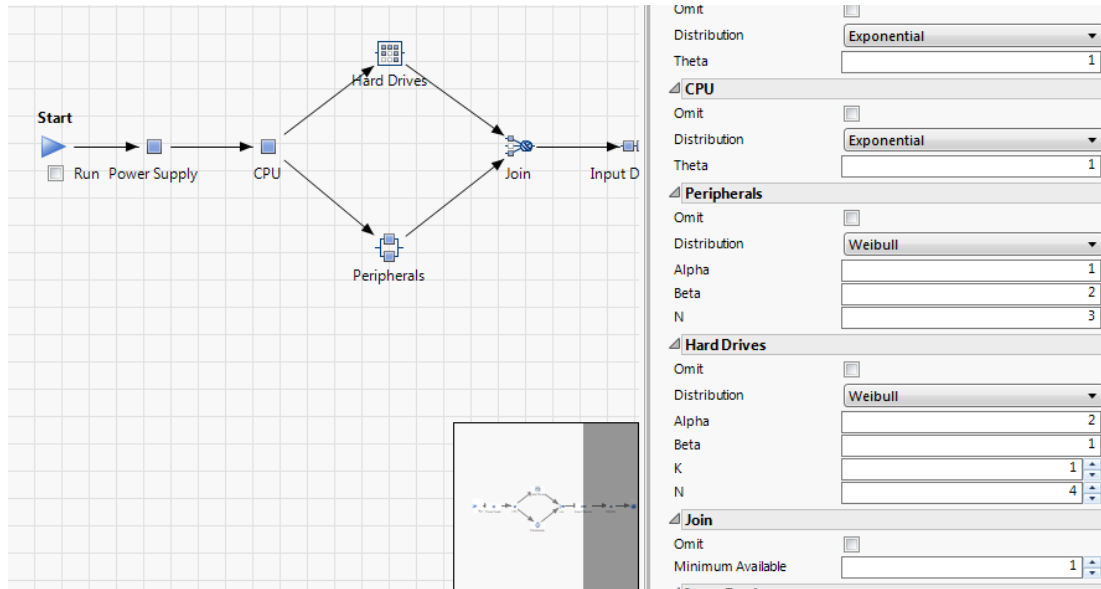 Hard Drives
Start
Run Power Supply
CPU
Join
Input D
Peripherals
Omit
Distribution Exponential
Theta 1
CPU
Omit
Distribution Exponential
Theta 1
Peripherals
Omit
Distribution Weibull
Alpha 1
Beta 2
N 3
Hard Drives
Omit
Distribution Weibull
Alpha 2
Beta 1
K 1
N 4
Join
Omit
Minimum Available 1